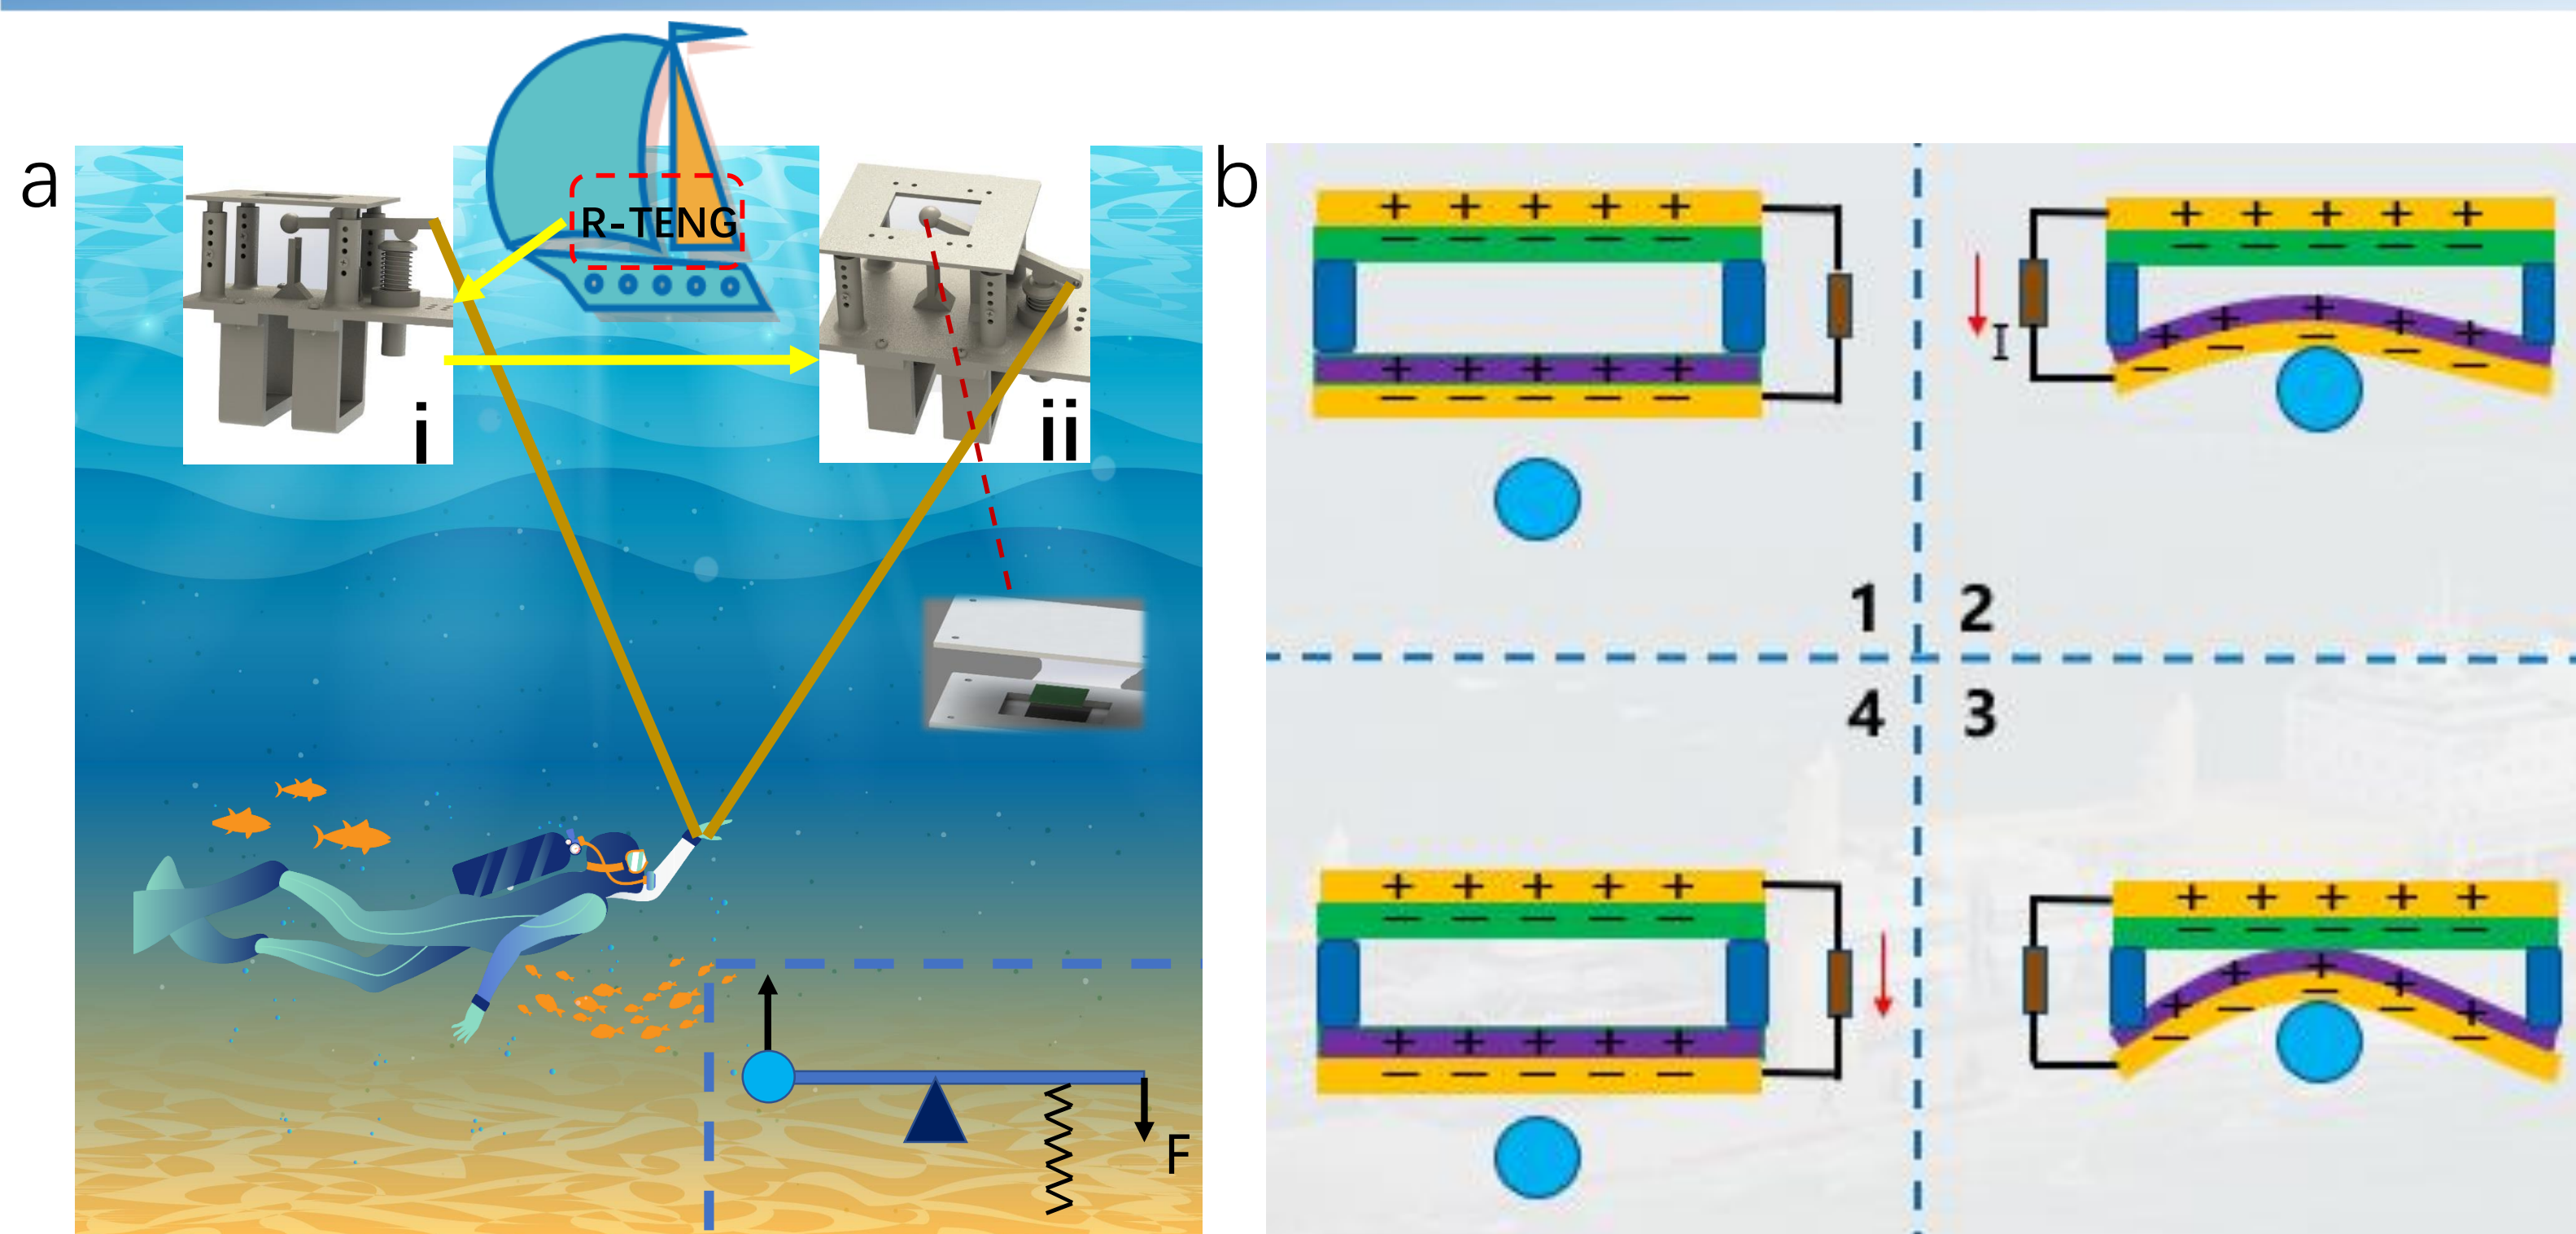 a
R-TENG
i
ii
F
b
+ + + + +
− − − − −
+ + + + +
− − − − −
1
+ + + + +
− − − − −
+ + + + +
− − − − −
I
2
4
+ + + + +
− − − − −
+ + + + +
− − − − −
3
+ + + + +
− − − − −
+ + + + +
− − − − −